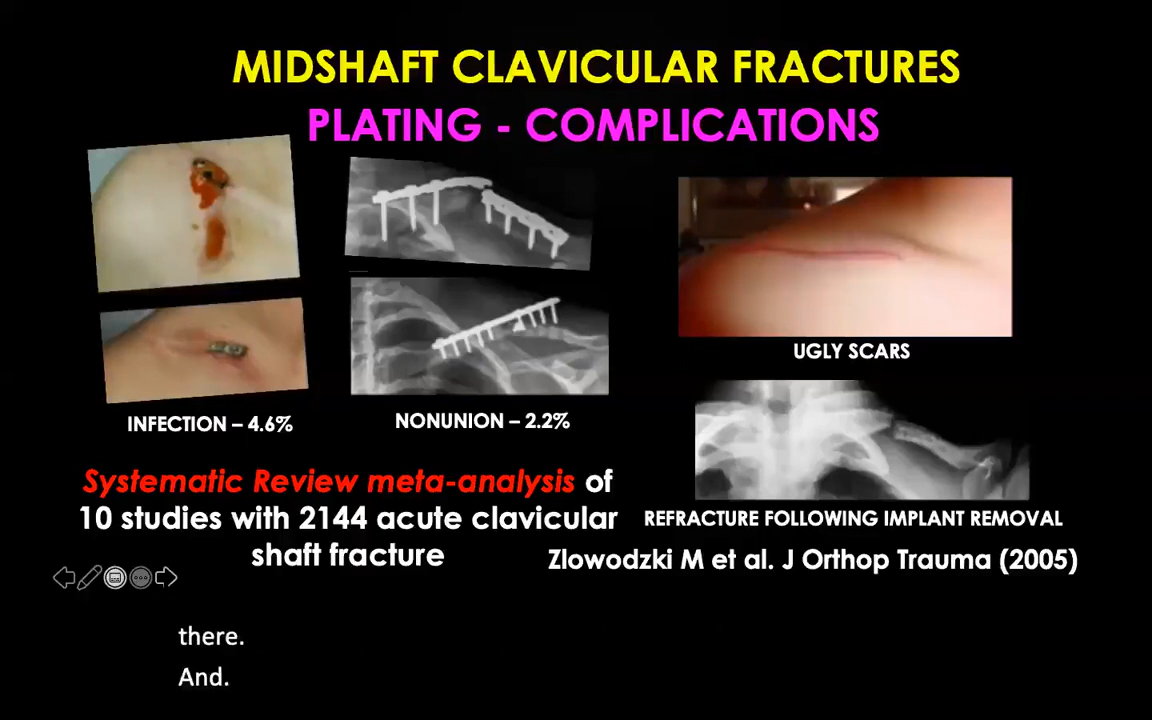 MIDSHAFT CLAVICULAR FRACTURES
PLATING - COMPLICATIONS
INFECTION – 4.6%
NONUNION – 2.2%
UGLY SCARS
REFRACTURE FOLLOWING IMPLANT REMOVAL
Systematic Review meta-analysis of
10 studies with 2144 acute clavicular
shaft fracture
Zlowodzki M et al. J Orthop Trauma (2005)
there.
And.